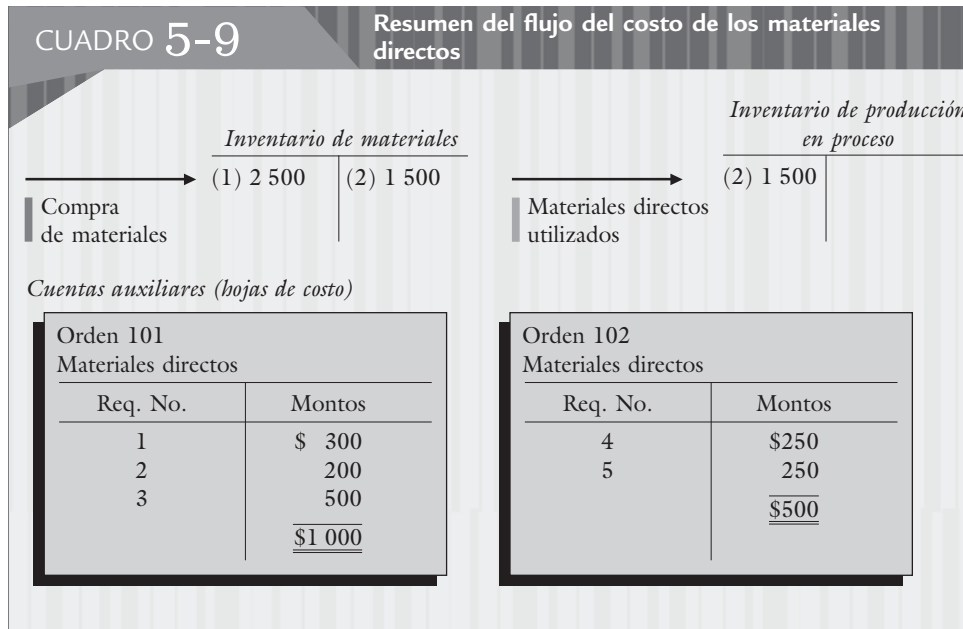 CUADRO 5-9
Resumen del flujo del costo de los materiales
directos
Inventario de materiales
(1) 2 500 (2) 1 500
Compra
de materiales
Inventario de producción
en proceso
(2) 1 500
Materiales directos
utilizados
Cuentas auxiliares (hojas de costo)
Orden 101
Materiales directos
Req. No. Montos
1 $ 300
2 200
3 500
$1 000
Orden 102
Materiales directos
Req. No. Montos
4 $250
5 250
$500